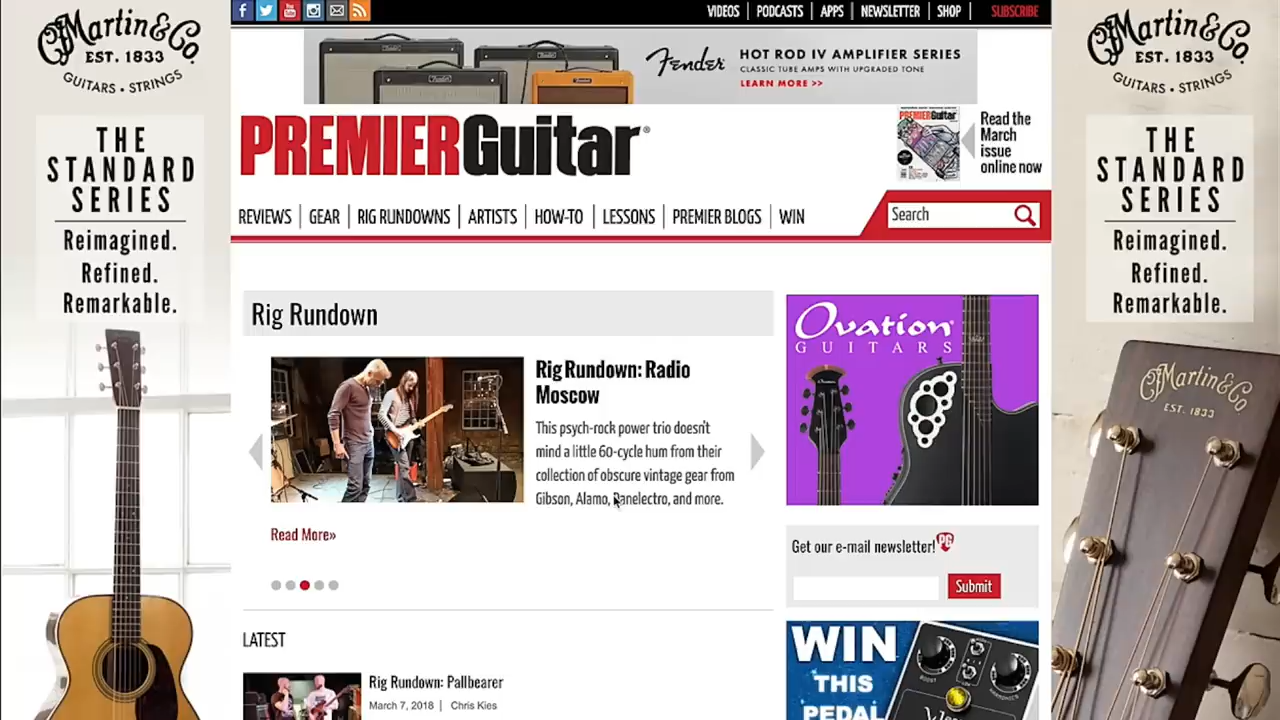 VIDEOS | PODCASTS | APPS | NEWSLETTER | SHOP | SUBSCRIBE
Martin & Co.
EST. 1833
GUITARS • STRINGS
THE
STANDARD
SERIES
Reimagined.
Refined.
Remarkable.
Fender
HOT ROD IV AMPLIFIER SERIES
CLASSIC TUBE AMPS WITH UPGRADED TONE
LEARN MORE >>
PREMIER Guitar®
PREMIER Guitar
Read the
March
issue
online now
REVIEWS | GEAR | RIG RUNDOWNS | ARTISTS | HOW-TO | LESSONS | PREMIER BLOGS | WIN
Search
Rig Rundown
Rig Rundown: Radio
Moscow
This psych-rock power trio doesn't
mind a little 60-cycle hum from their
collection of obscure vintage gear from
Gibson, Alamo, Danelectro, and more.
Read More»
LATEST
Rig Rundown: Pallbearer
March 7, 2018 | Chris Kies
Ovation®
GUITARS
Get our e-mail newsletter! PG
Submit
WIN
THIS
PEDAL
BOOST
Martin & Co.
EST. 1833
GUITARS • STRINGS
THE
STANDARD
SERIES
Reimagined.
Refined.
Remarkable.
Martin & Co.
EST. 1833